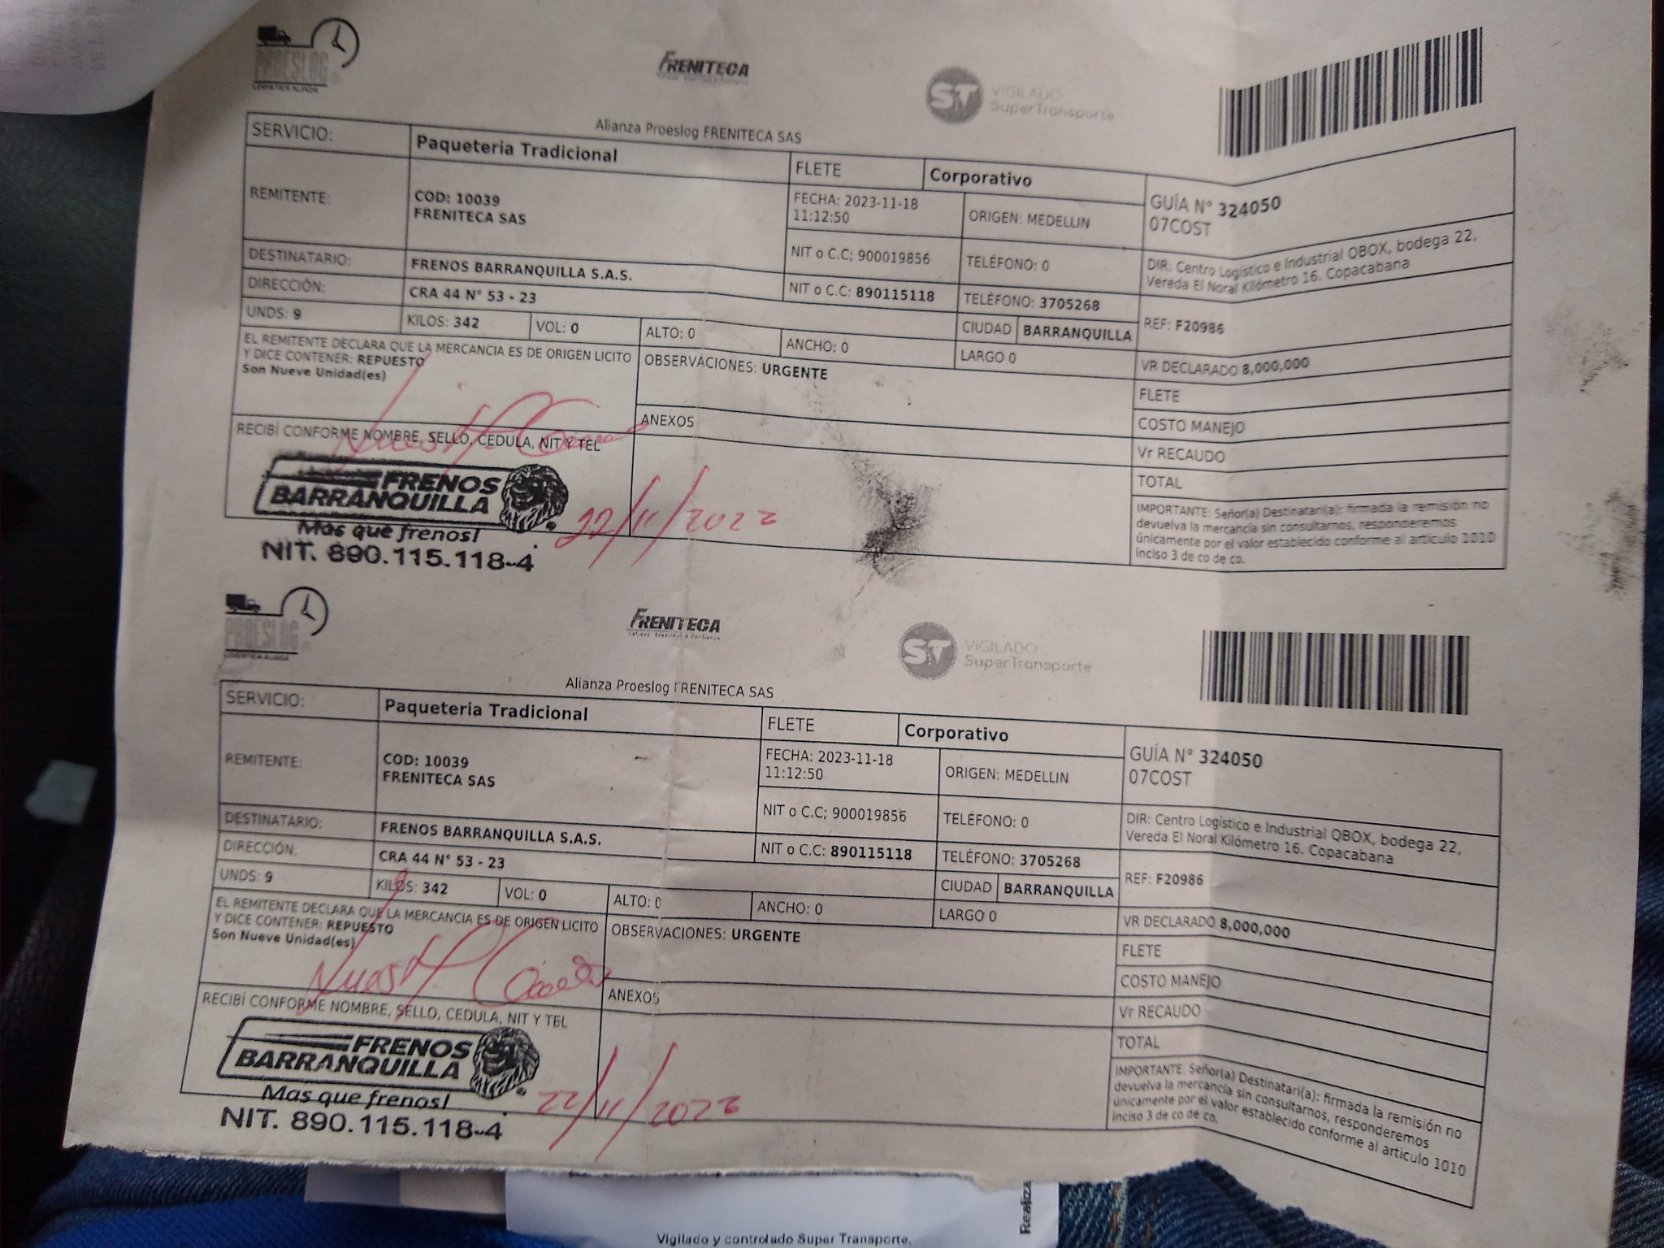 PROESLOG
LOGÍSTICA ALIADA
FRENITECA
ST VIGILADO
SuperTransporte
Alianza Proeslog FRENITECA SAS
SERVICIO: Paqueteria Tradicional FLETE Corporativo
REMITENTE: COD: 10039
FRENITECA SAS
FECHA: 2023-11-18
11:12:50
ORIGEN: MEDELLIN
GUÍA N° 324050
07COST
NIT o C.C; 900019856 TELÉFONO: 0
DIR: Centro Logístico e Industrial QBOX, bodega 22,
Vereda El Noral Kilómetro 16. Copacabana
DESTINATARIO: FRENOS BARRANQUILLA S.A.S. NIT o C.C: 890115118 TELÉFONO: 3705268
DIRECCIÓN: CRA 44 N° 53 - 23 CIUDAD BARRANQUILLA REF: F20986
UNDS: 9 KILOS: 342 VOL: 0 ALTO: 0 ANCHO: 0 LARGO 0 VR DECLARADO 8,000,000
EL REMITENTE DECLARA QUE LA MERCANCIA ES DE ORIGEN LICITO
Y DICE CONTENER: REPUESTO
Son Nueve Unidad(es)
OBSERVACIONES: URGENTE
FLETE
ANEXOS
COSTO MANEJO
RECIBÍ CONFORME NOMBRE, SELLO, CEDULA, NIT Y TEL
Vr RECAUDO
TOTAL
FRENOS
BARRANQUILLA
Mas que frenos!
NIT. 890.115.118-4
22/11/2022
IMPORTANTE: Señor(a) Destinatari(a): firmada la remisión no
devuelva la mercancia sin consultarnos, responderemos
únicamente por el valor establecido conforme al articulo 1010
inciso 3 de co de co.
PROESLOG
LOGÍSTICA ALIADA
FRENITECA
ST VIGILADO
SuperTransporte
Alianza Proeslog FRENITECA SAS
SERVICIO: Paqueteria Tradicional FLETE Corporativo
REMITENTE: COD: 10039
FRENITECA SAS
FECHA: 2023-11-18
11:12:50
ORIGEN: MEDELLIN
GUÍA N° 324050
07COST
NIT o C.C; 900019856 TELÉFONO: 0
DIR: Centro Logístico e Industrial QBOX, bodega 22,
Vereda El Noral Kilómetro 16. Copacabana
DESTINATARIO: FRENOS BARRANQUILLA S.A.S. NIT o C.C: 890115118 TELÉFONO: 3705268
DIRECCIÓN: CRA 44 N° 53 - 23 CIUDAD BARRANQUILLA REF: F20986
UNDS: 9 KILOS: 342 VOL: 0 ALTO: 0 ANCHO: 0 LARGO 0 VR DECLARADO 8,000,000
EL REMITENTE DECLARA QUE LA MERCANCIA ES DE ORIGEN LICITO
Y DICE CONTENER: REPUESTO
Son Nueve Unidad(es)
OBSERVACIONES: URGENTE
FLETE
ANEXOS
COSTO MANEJO
RECIBÍ CONFORME NOMBRE, SELLO, CEDULA, NIT Y TEL
Vr RECAUDO
TOTAL
FRENOS
BARRANQUILLA
Mas que frenos!
NIT. 890.115.118-4
22/11/2022
IMPORTANTE: Señor(a) Destinatari(a): firmada la remisión no
devuelva la mercancia sin consultarnos, responderemos
únicamente por el valor establecido conforme al articulo 1010
inciso 3 de co de co.
Realiza
Vigilado y controlado Super Transporte.